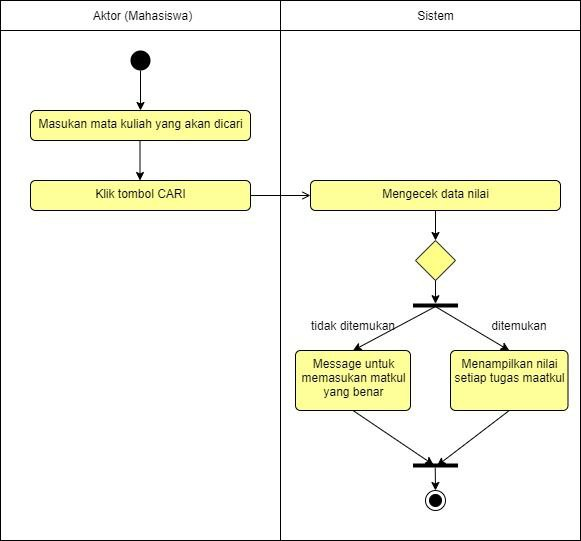 Aktor (Mahasiswa)
Sistem
Masukan mata kuliah yang akan dicari
Klik tombol CARI
Mengecek data nilai
tidak ditemukan
ditemukan
Message untuk
memasukan matkul
yang benar
Menampilkan nilai
setiap tugas maatkul